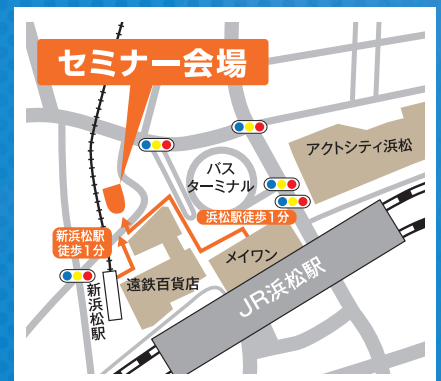 セミナー会場
アクトシティ浜松
バス
ターミナル
浜松駅徒歩1分
新浜松駅
徒歩1分
メイワン
遠鉄百貨店
新浜松駅
JR浜松駅